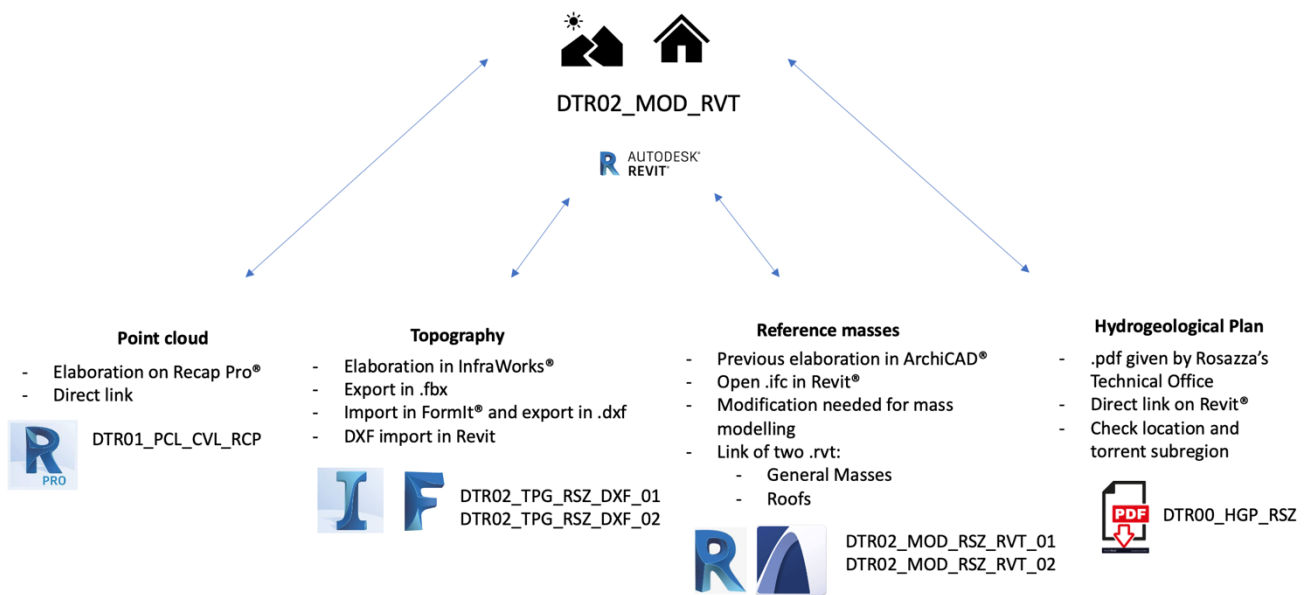 DTR02_MOD_RVT
R AUTODESK®
REVIT®
Point cloud
- Elaboration on Recap Pro®
- Direct link
R
PRO
DTR01_PCL_CVL_RCP
Topography
- Elaboration in InfraWorks®
- Export in .fbx
- Import in FormIt® and export in .dxf
- DXF import in Revit
I F
DTR02_TPG_RSZ_DXF_01
DTR02_TPG_RSZ_DXF_02
Reference masses
- Previous elaboration in ArchiCAD®
- Open .ifc in Revit®
- Modification needed for mass
modelling
- Link of two .rvt:
- General Masses
- Roofs
R
DTR02_MOD_RSZ_RVT_01
DTR02_MOD_RSZ_RVT_02
Hydrogeological Plan
- .pdf given by Rosazza's
Technical Office
- Direct link on Revit®
- Check location and
torrent subregion
PDF
DTR00_HGP_RSZ